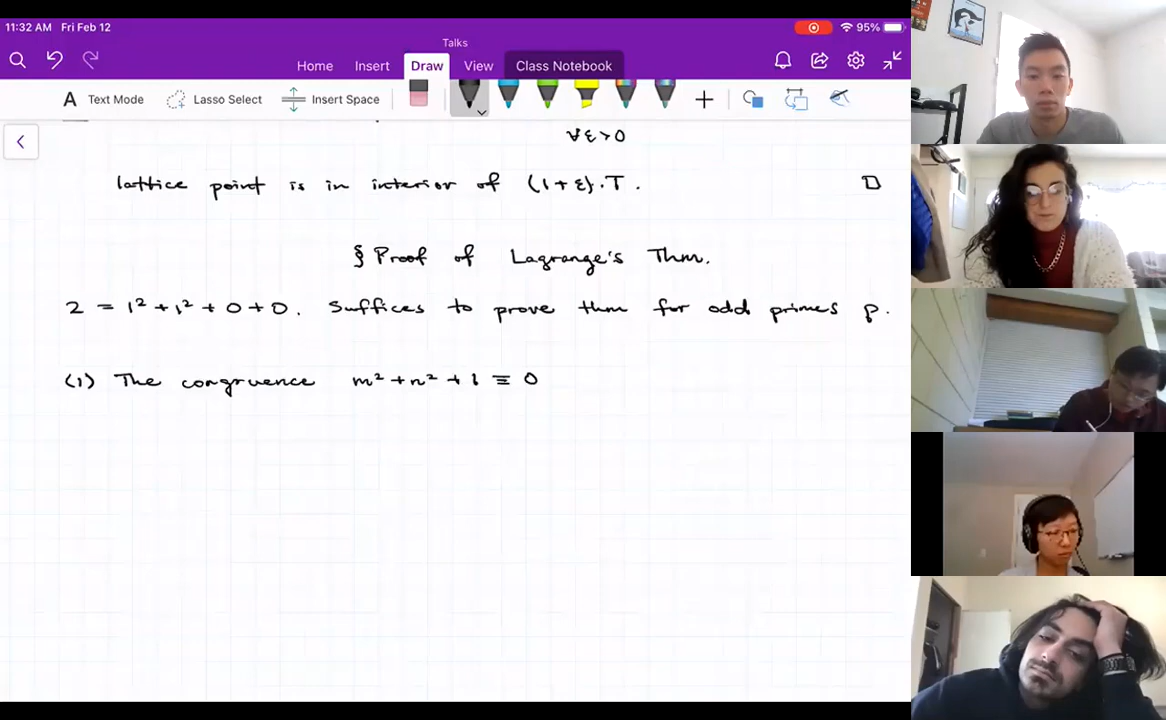 11:32 AM Fri Feb 12
95%
Talks
Home Insert Draw View Class Notebook
A Text Mode Lasso Select Insert Space
∀ε>0
lattice point is in interior of (1+ε)·T.
§ Proof of Lagrange's Thm.
2 = 1² + 1² + 0 + 0. Suffices to prove thm for odd primes p.
(1) The congruence m² + n² + 1 ≡ 0